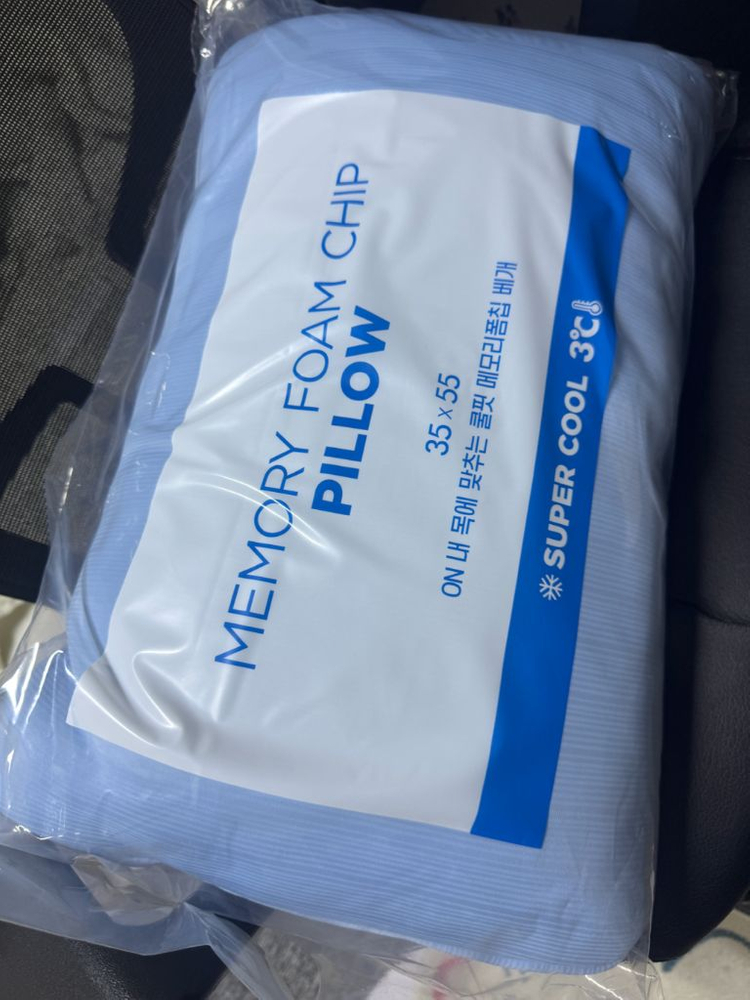 MEMORY FOAM CHIP
PILLOW
35 x 55
ON 내 목에 맞추는 쿨핏 메모리폼칩 베개
SUPER COOL 3℃